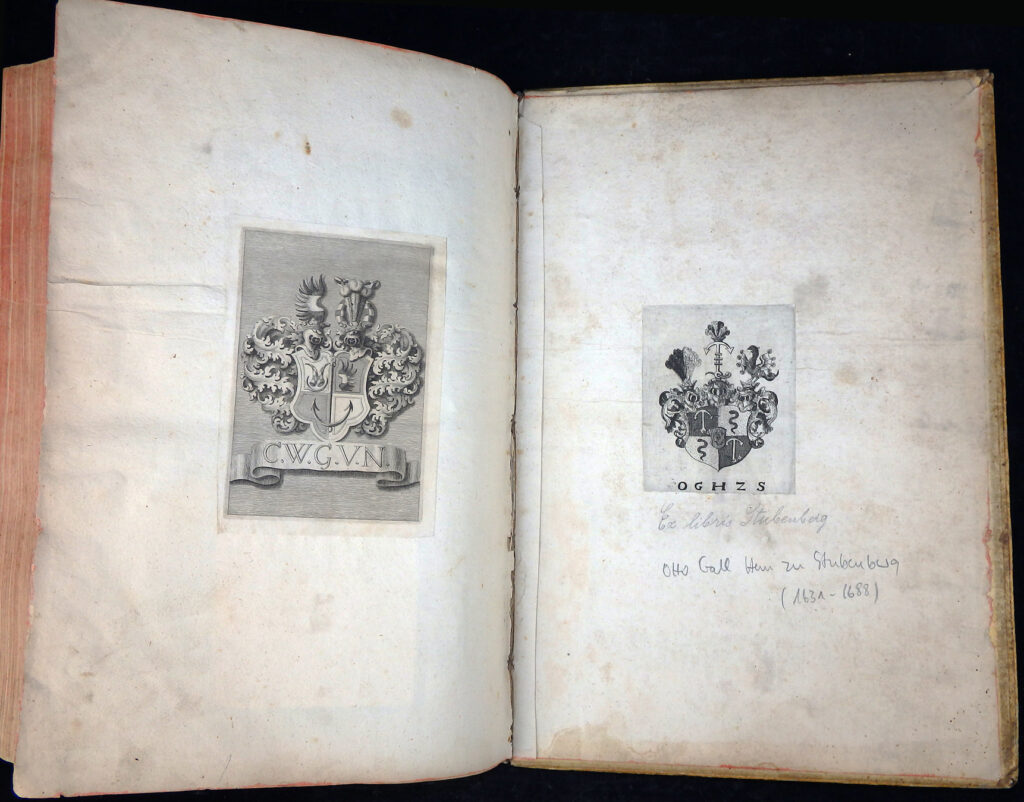 C.W.G.V.N.
OGHZS
Ex libris Stubenberg
Otto Gall Herr zu Stubenberg
(1631-1688)